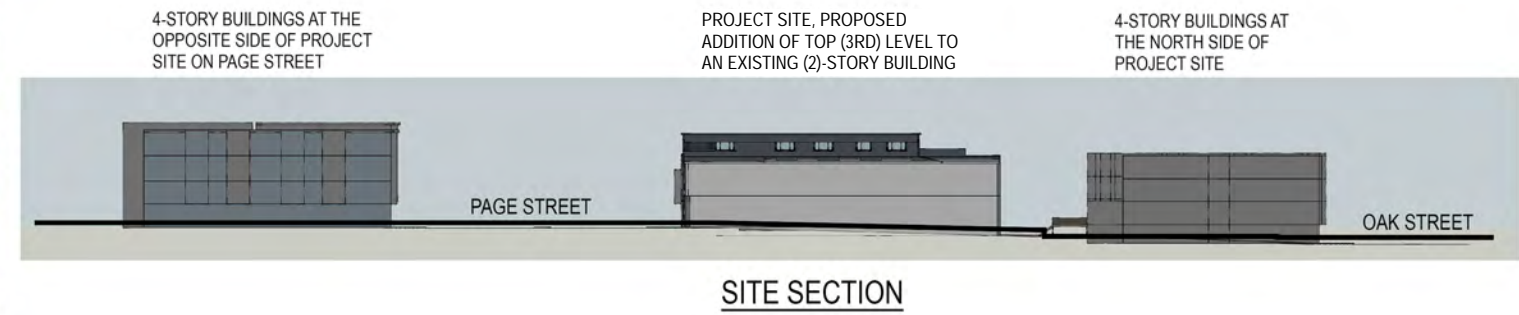 4-STORY BUILDINGS AT THE
OPPOSITE SIDE OF PROJECT
SITE ON PAGE STREET
PROJECT SITE, PROPOSED
ADDITION OF TOP (3RD) LEVEL TO
AN EXISTING (2)-STORY BUILDING
4-STORY BUILDINGS AT
THE NORTH SIDE OF
PROJECT SITE
PAGE STREET
OAK STREET
SITE SECTION